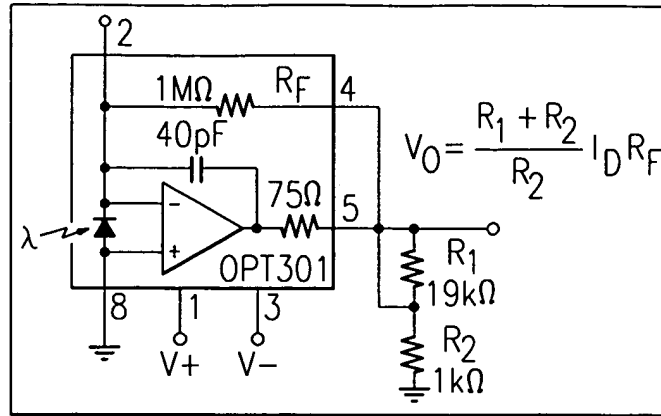 2
1MΩ R_F 4
40pF
V_O = (R_1 + R_2) / R_2 I_D R_F
75Ω 5
λ
−
+
OPT301
R_1
19kΩ
8 1 3
R_2
1kΩ
V+ V−